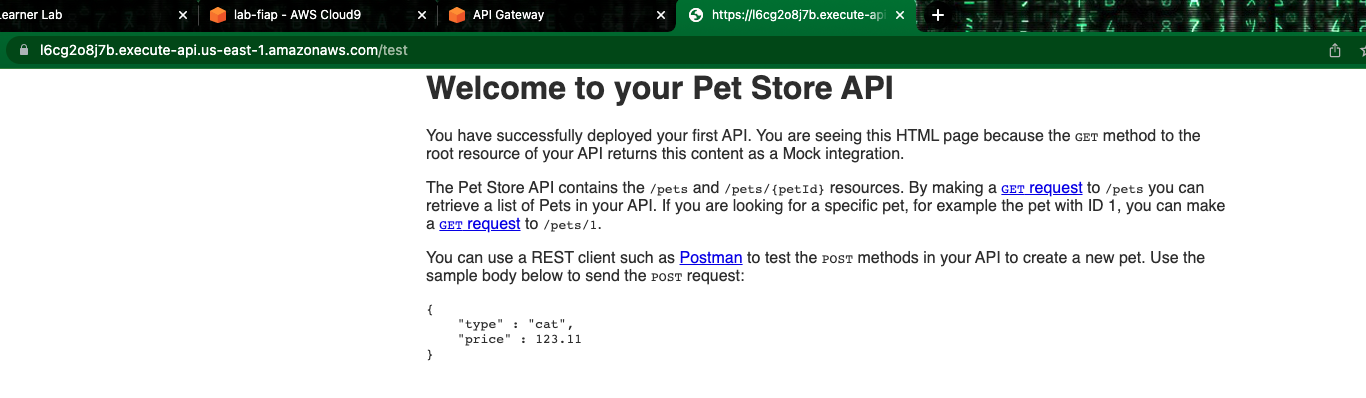 earner Lab
lab-fiap - AWS Cloud9
API Gateway
https://l6cg2o8j7b.execute-api
l6cg2o8j7b.execute-api.us-east-1.amazonaws.com/test
Welcome to your Pet Store API
You have successfully deployed your first API. You are seeing this HTML page because the GET method to the
root resource of your API returns this content as a Mock integration.
The Pet Store API contains the /pets and /pets/{petId} resources. By making a GET request to /pets you can
retrieve a list of Pets in your API. If you are looking for a specific pet, for example the pet with ID 1, you can make
a GET request to /pets/1.
You can use a REST client such as Postman to test the POST methods in your API to create a new pet. Use the
sample body below to send the POST request:
{
"type" : "cat",
"price" : 123.11
}